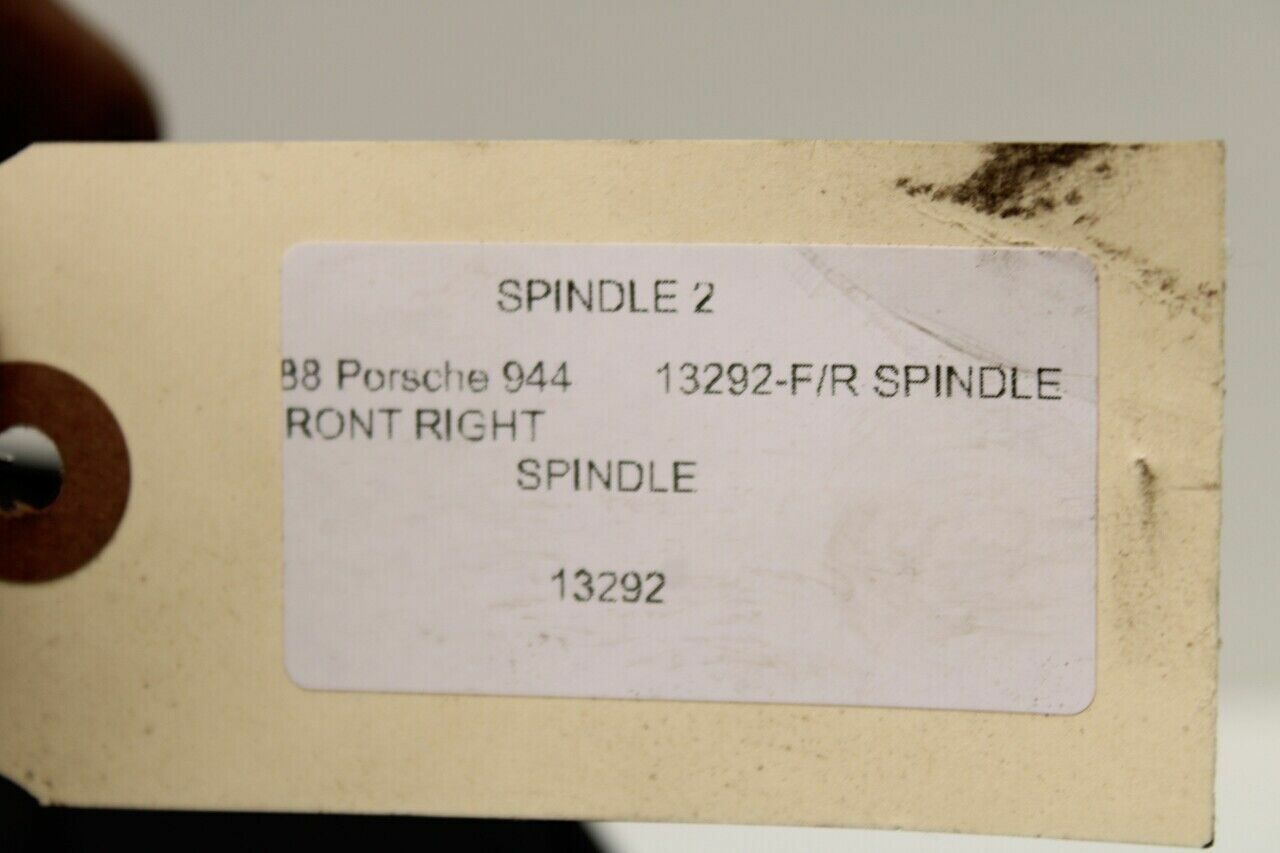 SPINDLE 2
88 Porsche 944 13292-F/R SPINDLE
RONT RIGHT
SPINDLE
13292